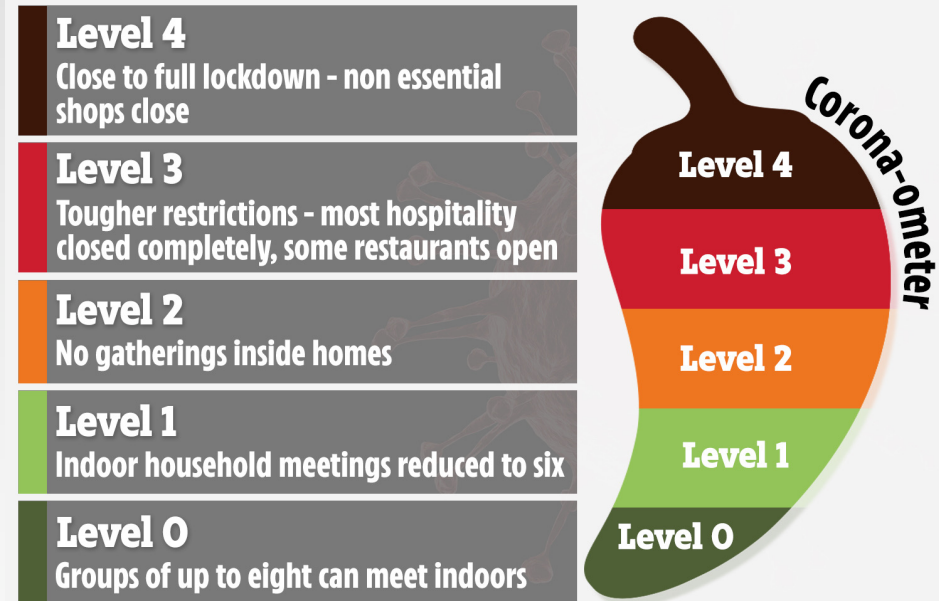 Level 4
Close to full lockdown - non essential
shops close
Level 3
Tougher restrictions - most hospitality
closed completely, some restaurants open
Level 2
No gatherings inside homes
Level 1
Indoor household meetings reduced to six
Level 0
Groups of up to eight can meet indoors
Corona-ometer
Level 4
Level 3
Level 2
Level 1
Level 0